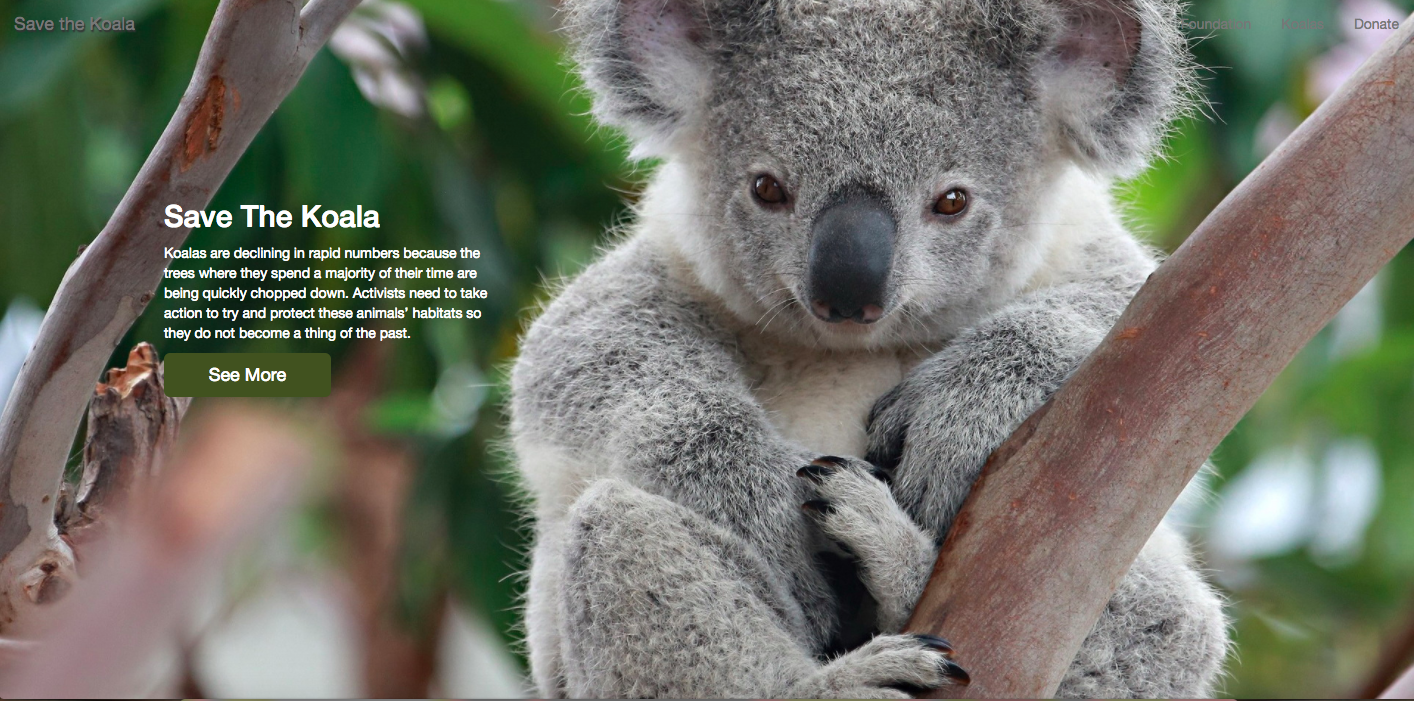 Save the Koala
Foundation
Donate
Save The Koala
Koalas are declining in rapid numbers because the
trees where they spend a majority of their time are
being quickly chopped down. Activists need to take
action to try and protect these animals' habitats so
they do not become a thing of the past.
See More